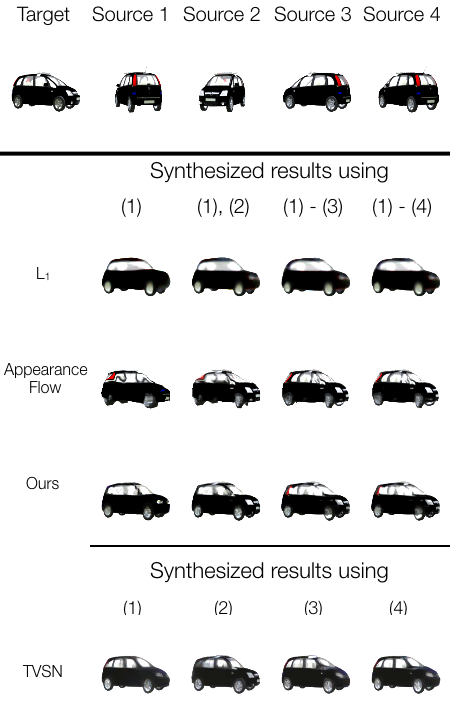 Target Source 1 Source 2 Source 3 Source 4
Synthesized results using
(1) (1), (2) (1) - (3) (1) - (4)
L₁
Appearance
Flow
Ours
Synthesized results using
(1) (2) (3) (4)
TVSN